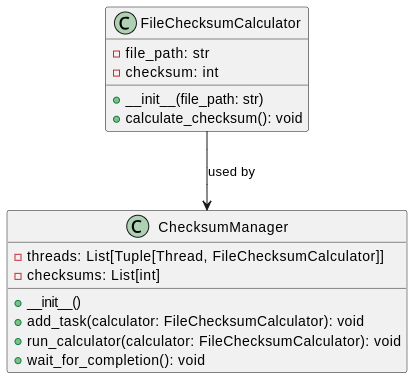 C FileChecksumCalculator
file_path: str
checksum: int
__init__(file_path: str)
calculate_checksum(): void
used by
C ChecksumManager
threads: List[Tuple[Thread, FileChecksumCalculator]]
checksums: List[int]
__init__()
add_task(calculator: FileChecksumCalculator): void
run_calculator(calculator: FileChecksumCalculator): void
wait_for_completion(): void